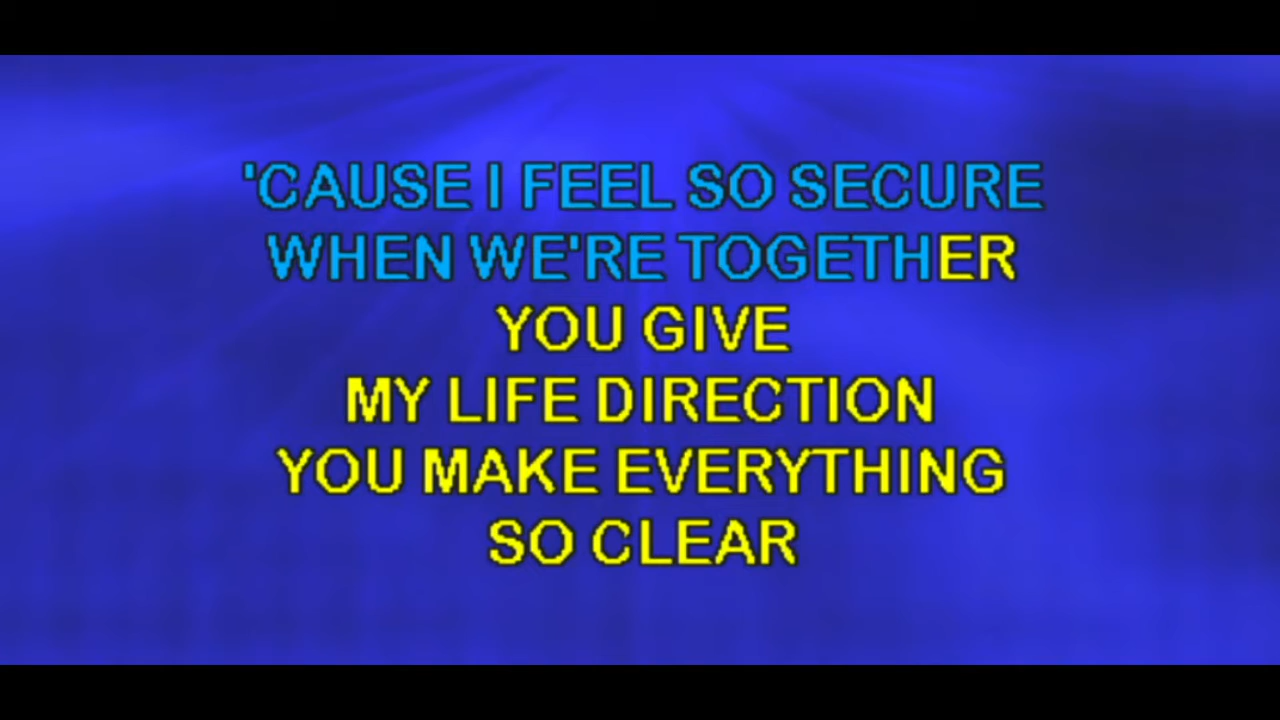 'CAUSE I FEEL SO SECURE
WHEN WE'RE TOGETHER
YOU GIVE
MY LIFE DIRECTION
YOU MAKE EVERYTHING
SO CLEAR